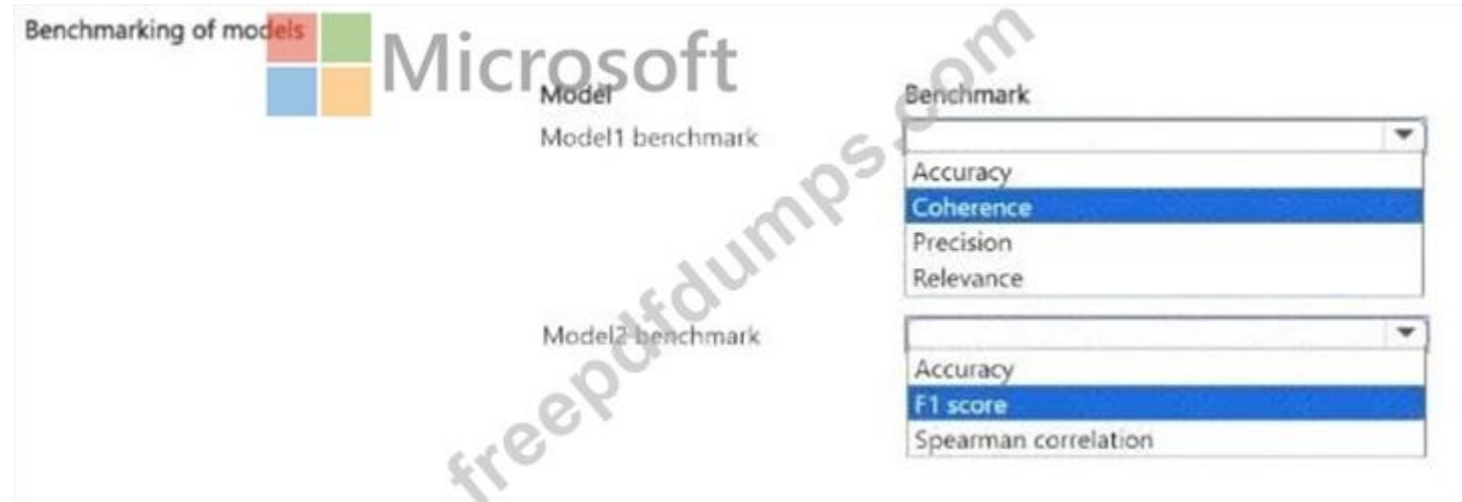 Benchmarking of models
Microsoft
Model Benchmark
Model1 benchmark
Accuracy
Coherence
Precision
Relevance
Model2 benchmark
Accuracy
F1 score
Spearman correlation
freepdfdumps.com